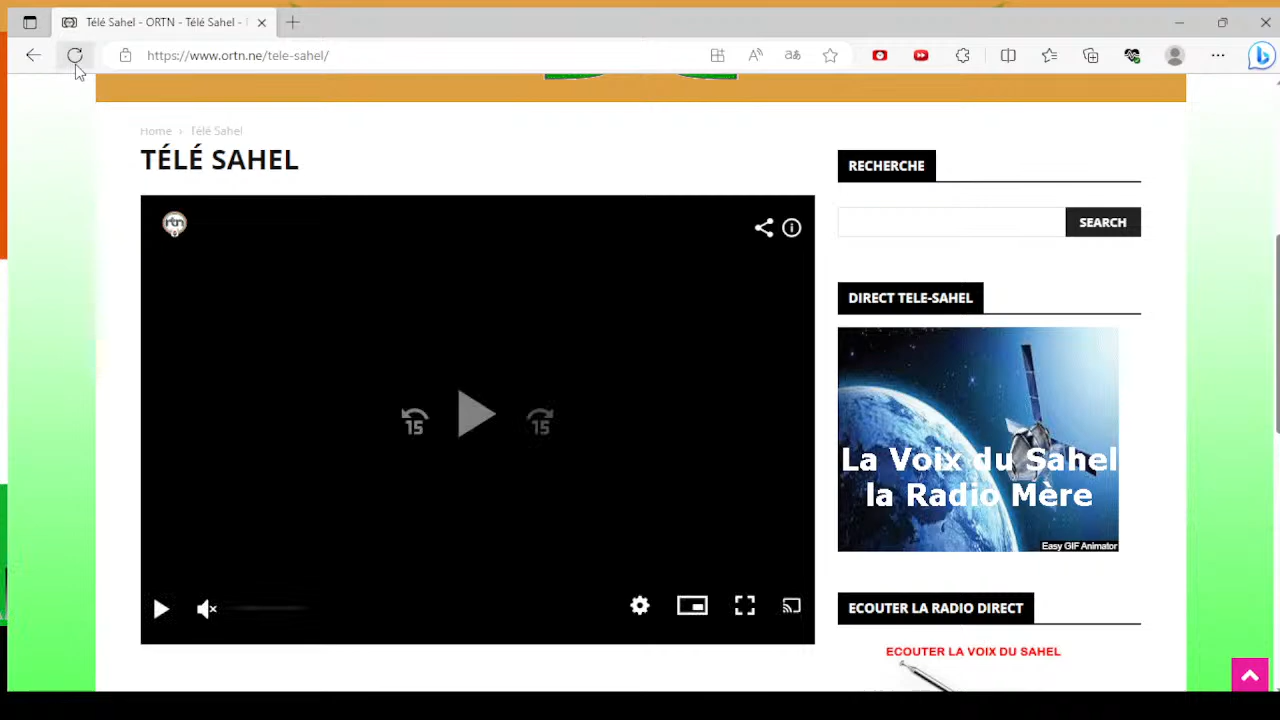 Télé Sahel - ORTN - Télé Sahel -
https://www.ortn.ne/tele-sahel/
Home › Télé Sahel
TÉLÉ SAHEL
rtn
15
15
RECHERCHE
SEARCH
DIRECT TELE-SAHEL
La Voix du Sahel
la Radio Mère
Easy GIF Animator
ECOUTER LA RADIO DIRECT
ECOUTER LA VOIX DU SAHEL